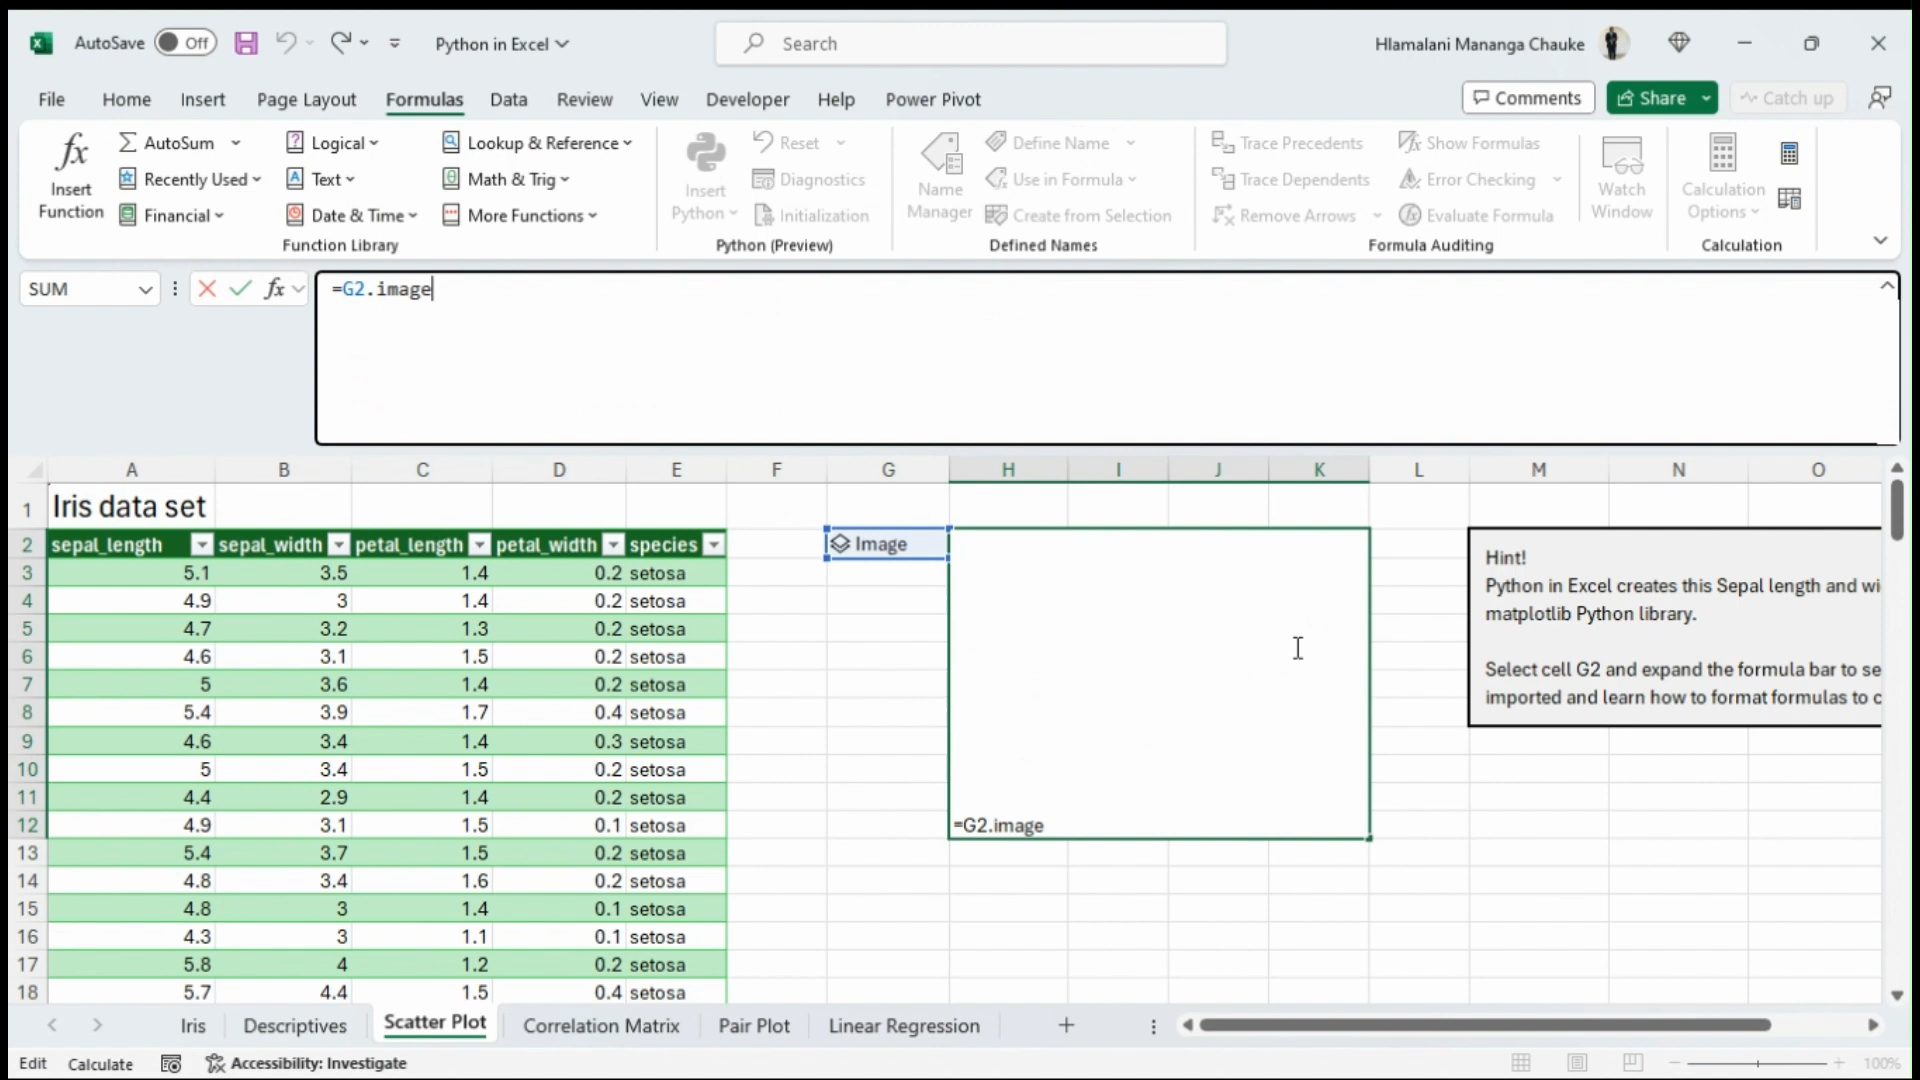 AutoSave Off Python in Excel Search Hlamalani Mananga Chauke
File Home Insert Page Layout Formulas Data Review View Developer Help Power Pivot Comments Share Catch up
fx Insert Function
AutoSum
Recently Used
Financial
Logical
Text
Date & Time
Lookup & Reference
Math & Trig
More Functions
Function Library
Insert Python
Reset
Diagnostics
Initialization
Python (Preview)
Name Manager
Define Name
Use in Formula
Create from Selection
Defined Names
Trace Precedents
Trace Dependents
Remove Arrows
Show Formulas
Error Checking
Evaluate Formula
Formula Auditing
Watch Window
Calculation Options
Calculation
SUM fx =G2.image
A B C D E F G H I J K L M N O
1 Iris data set
2 sepal_length sepal_width petal_length petal_width species Image
3 5.1 3.5 1.4 0.2 setosa
4 4.9 3 1.4 0.2 setosa
5 4.7 3.2 1.3 0.2 setosa
6 4.6 3.1 1.5 0.2 setosa
7 5 3.6 1.4 0.2 setosa
8 5.4 3.9 1.7 0.4 setosa
9 4.6 3.4 1.4 0.3 setosa
10 5 3.4 1.5 0.2 setosa
11 4.4 2.9 1.4 0.2 setosa
12 4.9 3.1 1.5 0.1 setosa =G2.image
13 5.4 3.7 1.5 0.2 setosa
14 4.8 3.4 1.6 0.2 setosa
15 4.8 3 1.4 0.1 setosa
16 4.3 3 1.1 0.1 setosa
17 5.8 4 1.2 0.2 setosa
18 5.7 4.4 1.5 0.4 setosa
Hint!
Python in Excel creates this Sepal length and wi
matplotlib Python library.
Select cell G2 and expand the formula bar to se
imported and learn how to format formulas to c
Iris Descriptives Scatter Plot Correlation Matrix Pair Plot Linear Regression
Edit Calculate Accessibility: Investigate 100%